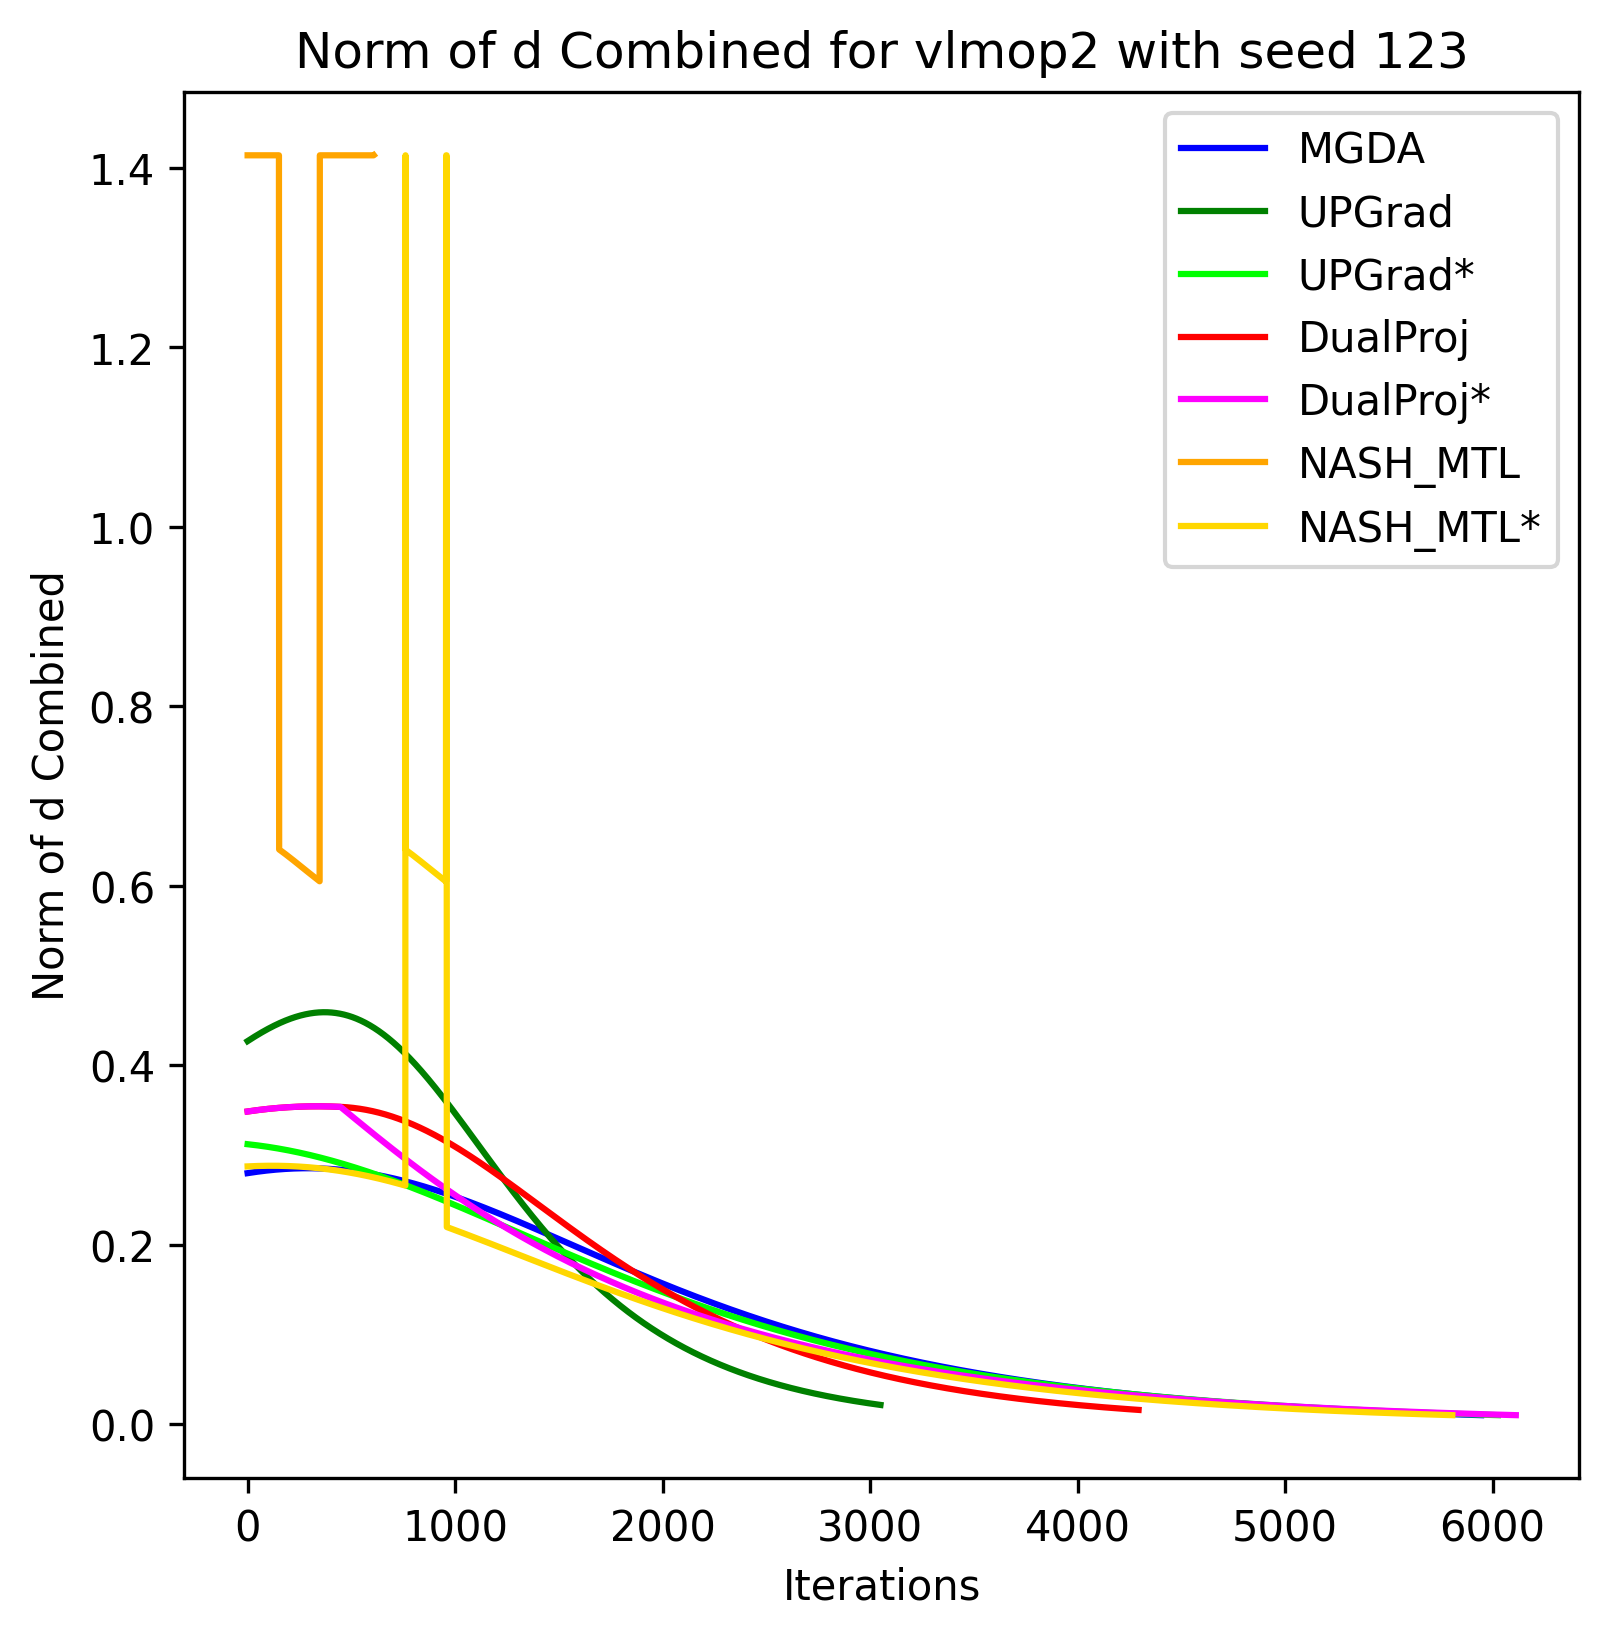 Norm of d Combined for vlmop2 with seed 123
MGDA
UPGrad
UPGrad*
DualProj
DualProj*
NASH_MTL
NASH_MTL*
Norm of d Combined
1.4
1.2
1.0
0.8
0.6
0.4
0.2
0.0
0 1000 2000 3000 4000 5000 6000
Iterations